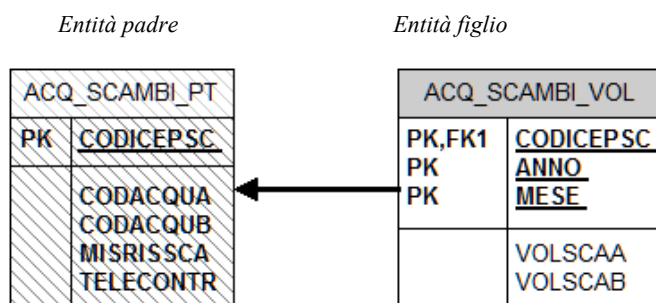 Entità padre
Entità figlio
ACQ_SCAMBI_PT
PK CODICEPSC
CODACQUA
CODACQUB
MISRISSCA
TELECONTR
ACQ_SCAMBI_VOL
PK,FK1 CODICEPSC
PK ANNO
PK MESE
VOLSCAA
VOLSCAB